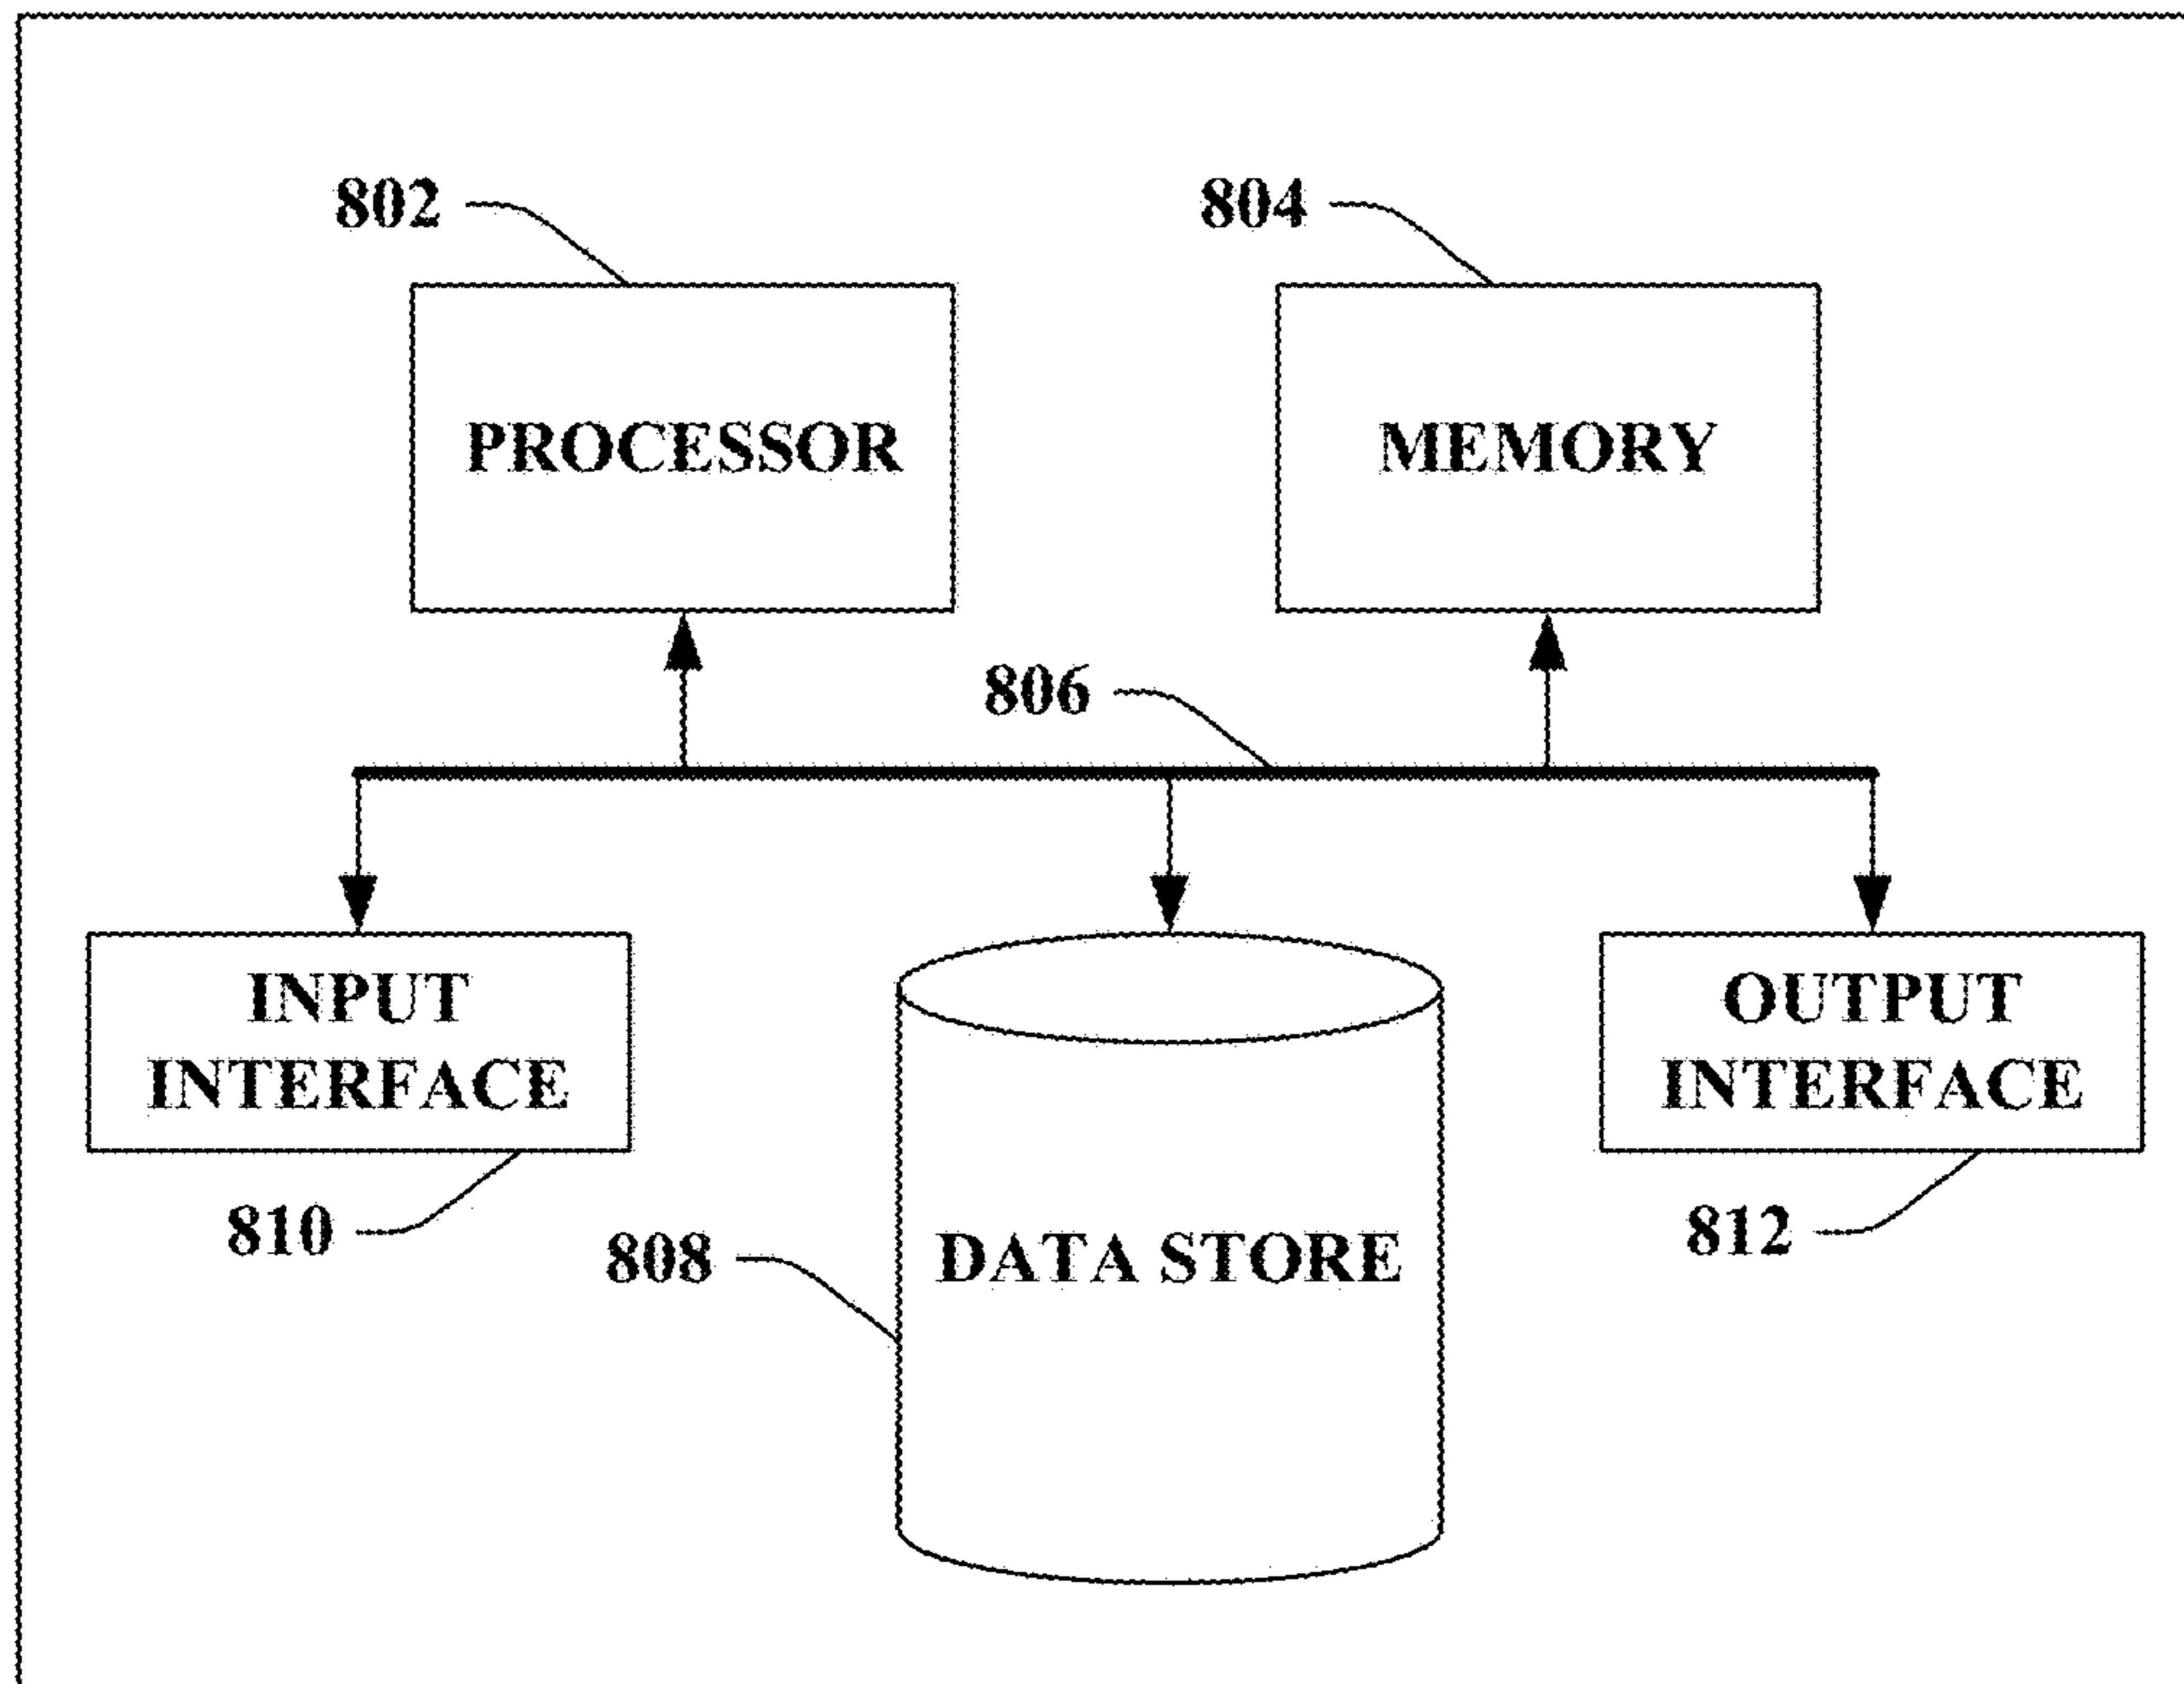 802
804
PROCESSOR
MEMORY
806
INPUT
INTERFACE
OUTPUT
INTERFACE
810
808
DATA STORE
812